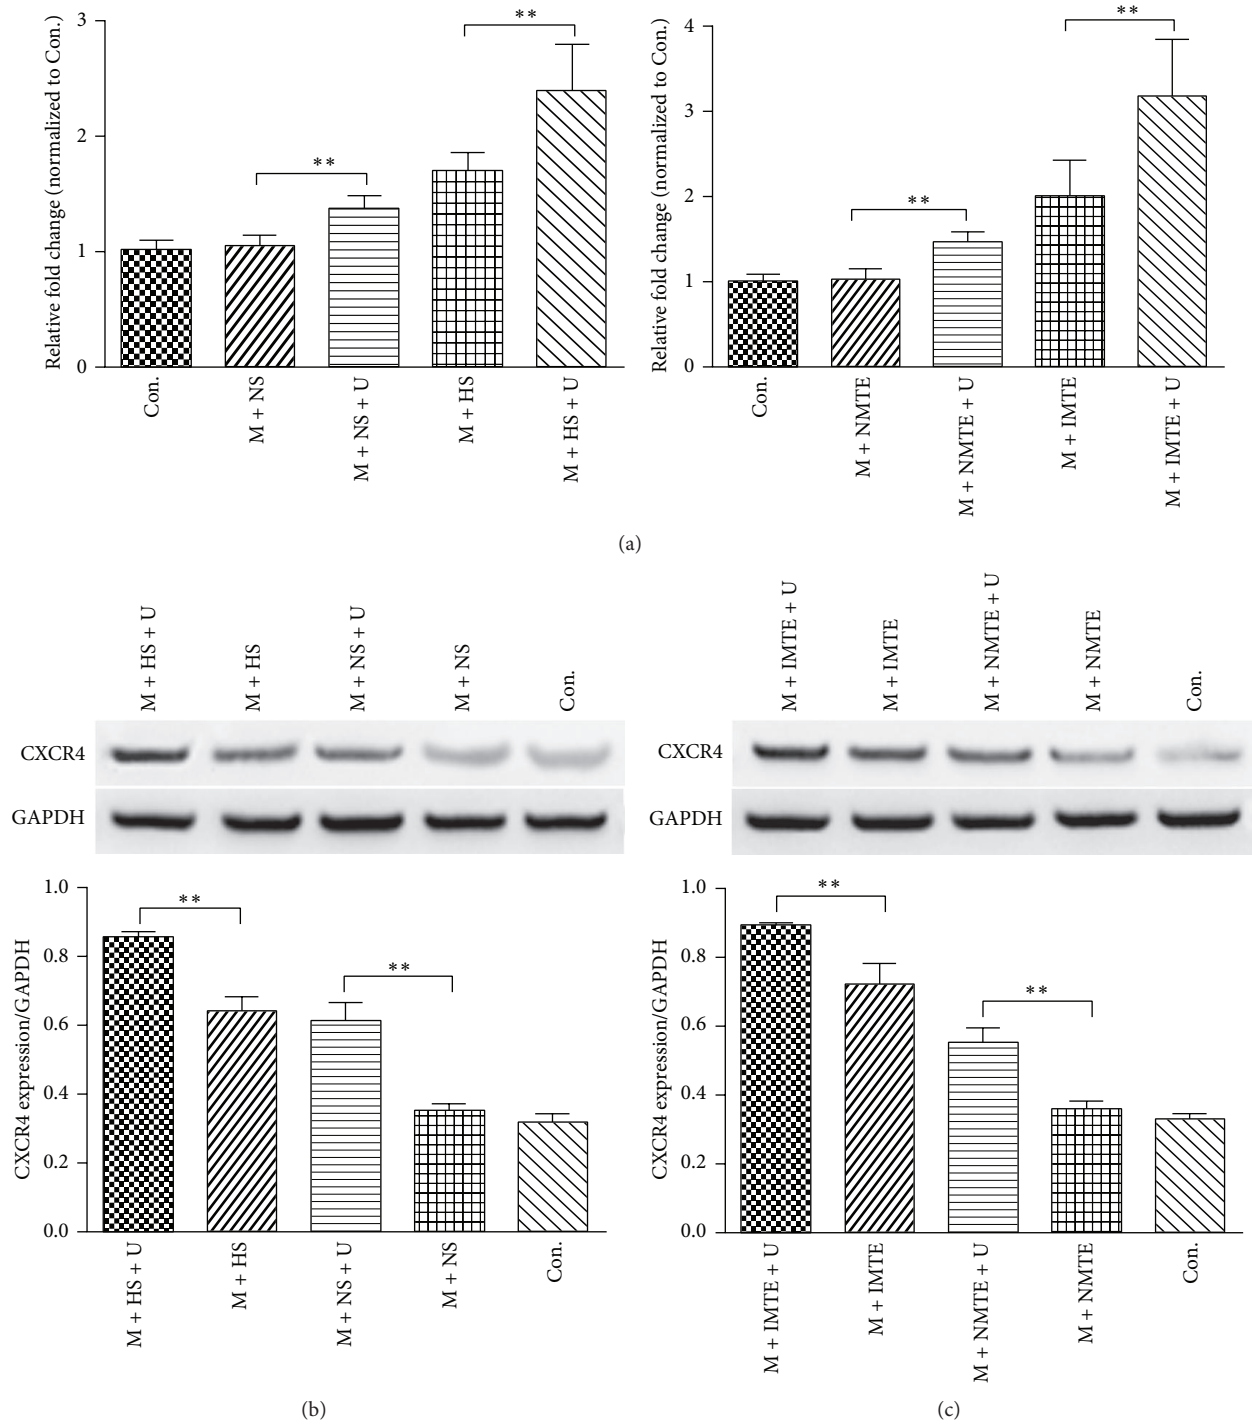 Relative fold change (normalized to Con.)
3
2
1
0
**
**
Con.
M + NS
M + NS + U
M + HS
M + HS + U
Relative fold change (normalized to Con.)
4
3
2
1
0
**
**
Con.
M + NMTE
M + NMTE + U
M + IMTE
M + IMTE + U
(a)
M + HS + U
M + HS
M + NS + U
M + NS
Con.
CXCR4
GAPDH
CXCR4 expression/GAPDH
1.0
0.8
0.6
0.4
0.2
0.0
**
**
M + HS + U
M + HS
M + NS + U
M + NS
Con.
(b)
M + IMTE + U
M + IMTE
M + NMTE + U
M + NMTE
Con.
CXCR4
GAPDH
CXCR4 expression/GAPDH
1.0
0.8
0.6
0.4
0.2
0.0
**
**
M + IMTE + U
M + IMTE
M + NMTE + U
M + NMTE
Con.
(c)